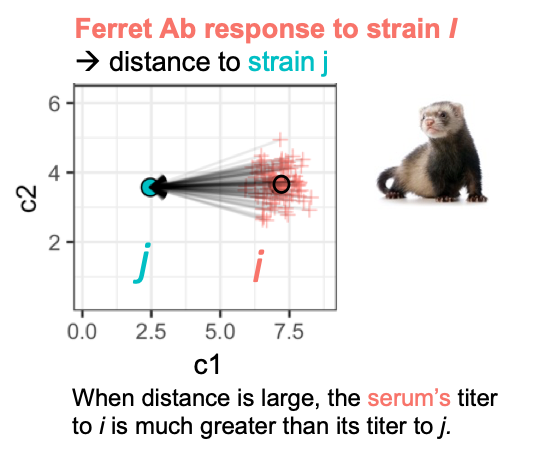 Ferret Ab response to strain I
→ distance to strain j
6
4
2
c2
j
i
0.0 2.5 5.0 7.5
c1
When distance is large, the serum's titer
to i is much greater than its titer to j.